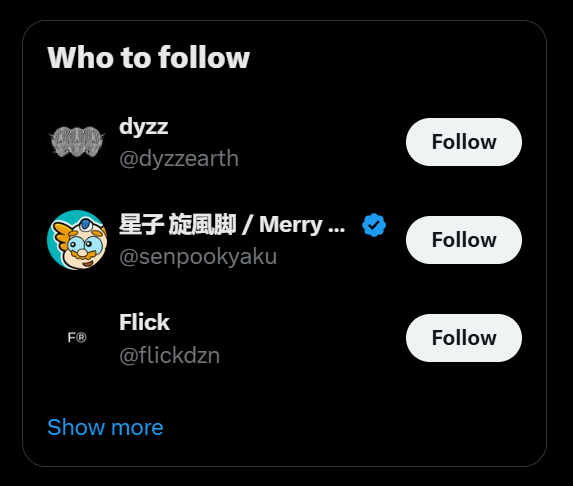 Who to follow
dyzz
@dyzzearth
Follow
星子 旋風脚 / Merry ...
@senpookyaku
Follow
F®
Flick
@flickdzn
Follow
Show more